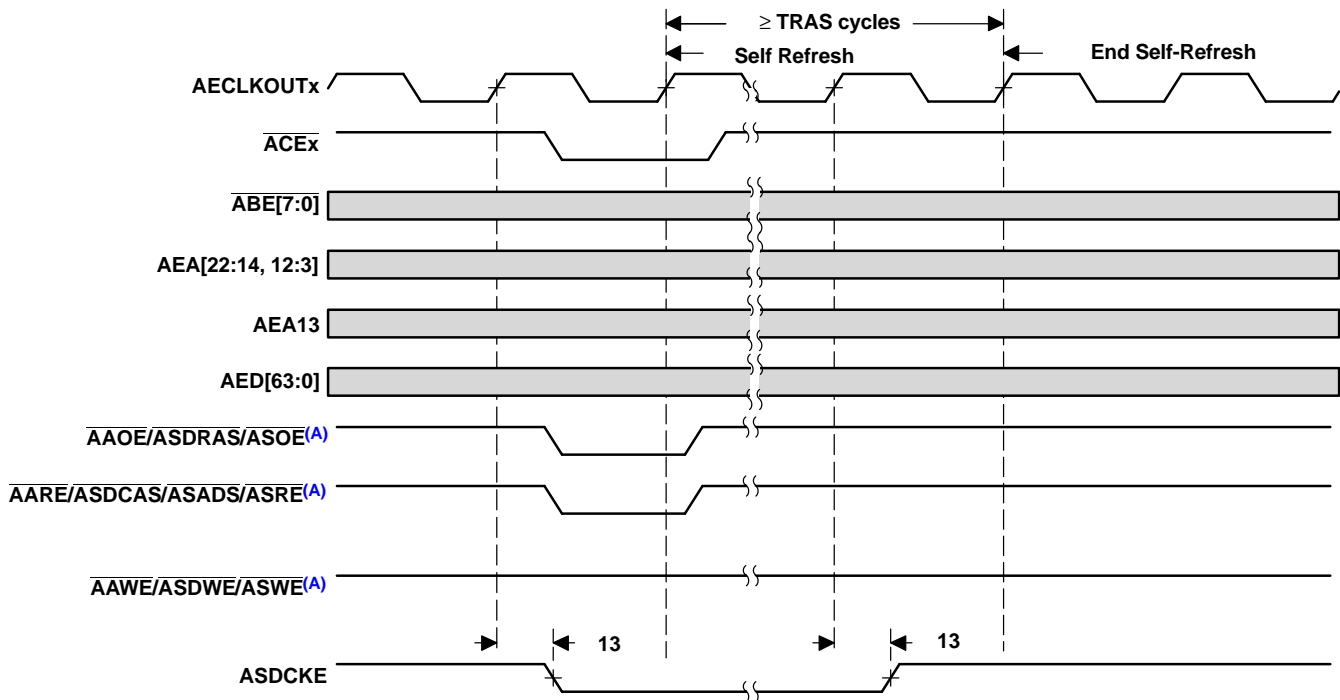 ≥ TRAS cycles
Self Refresh
End Self-Refresh
AECLKOUTx
ACEx
ABE[7:0]
AEA[22:14, 12:3]
AEA13
AED[63:0]
AAOE/ASDRAS/ASOE(A)
AARE/ASDCAS/ASADS/ASRE(A)
AAWE/ASDWE/ASWE(A)
13
13
ASDCKE